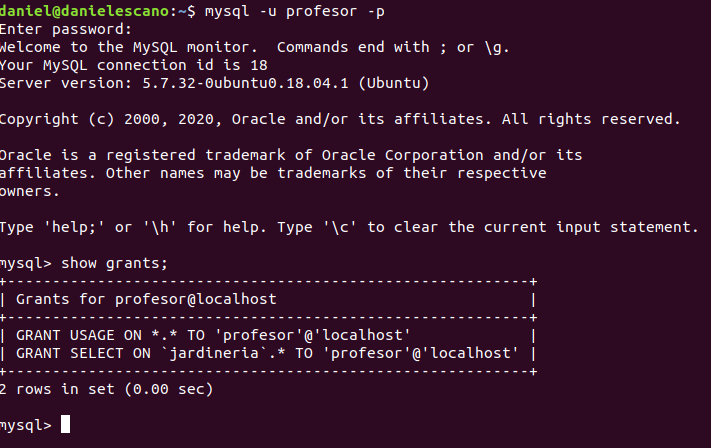 daniel@danielescano:~$ mysql -u profesor -p
Enter password:
Welcome to the MySQL monitor.  Commands end with ; or \g.
Your MySQL connection id is 18
Server version: 5.7.32-0ubuntu0.18.04.1 (Ubuntu)

Copyright (c) 2000, 2020, Oracle and/or its affiliates. All rights reserved.

Oracle is a registered trademark of Oracle Corporation and/or its
affiliates. Other names may be trademarks of their respective
owners.

Type 'help;' or '\h' for help. Type '\c' to clear the current input statement.

mysql> show grants;
+----------------------------------------------------------+
| Grants for profesor@localhost                            |
+----------------------------------------------------------+
| GRANT USAGE ON *.* TO 'profesor'@'localhost'             |
| GRANT SELECT ON `jardineria`.* TO 'profesor'@'localhost' |
+----------------------------------------------------------+
2 rows in set (0.00 sec)

mysql>